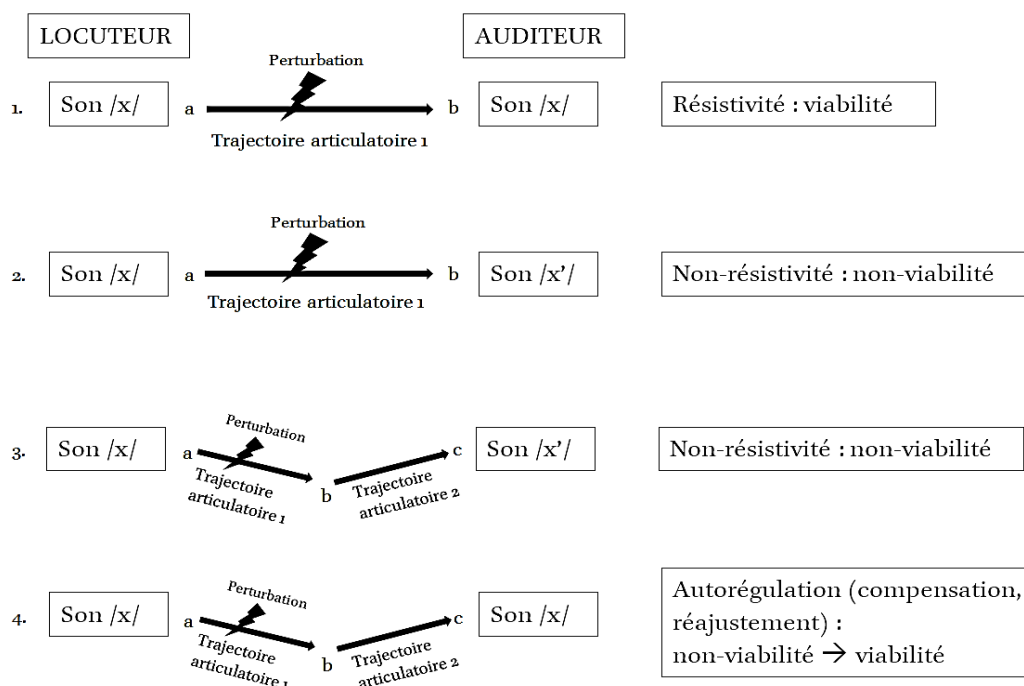 LOCUTEUR
AUDITEUR
Perturbation
1.
Son /x/
a
b
Son /x/
Résistivité : viabilité
Trajectoire articulatoire 1
Perturbation
2.
Son /x/
a
b
Son /x’/
Non-résistivité : non-viabilité
Trajectoire articulatoire 1
Perturbation
3.
Son /x/
a
c
Son /x’/
Non-résistivité : non-viabilité
Trajectoire
articulatoire 1
b
Trajectoire
articulatoire 2
Perturbation
4.
Son /x/
a
c
Son /x/
Autorégulation (compensation,
réajustement) :
non-viabilité → viabilité
Trajectoire
articulatoire 1
b
Trajectoire
articulatoire 2